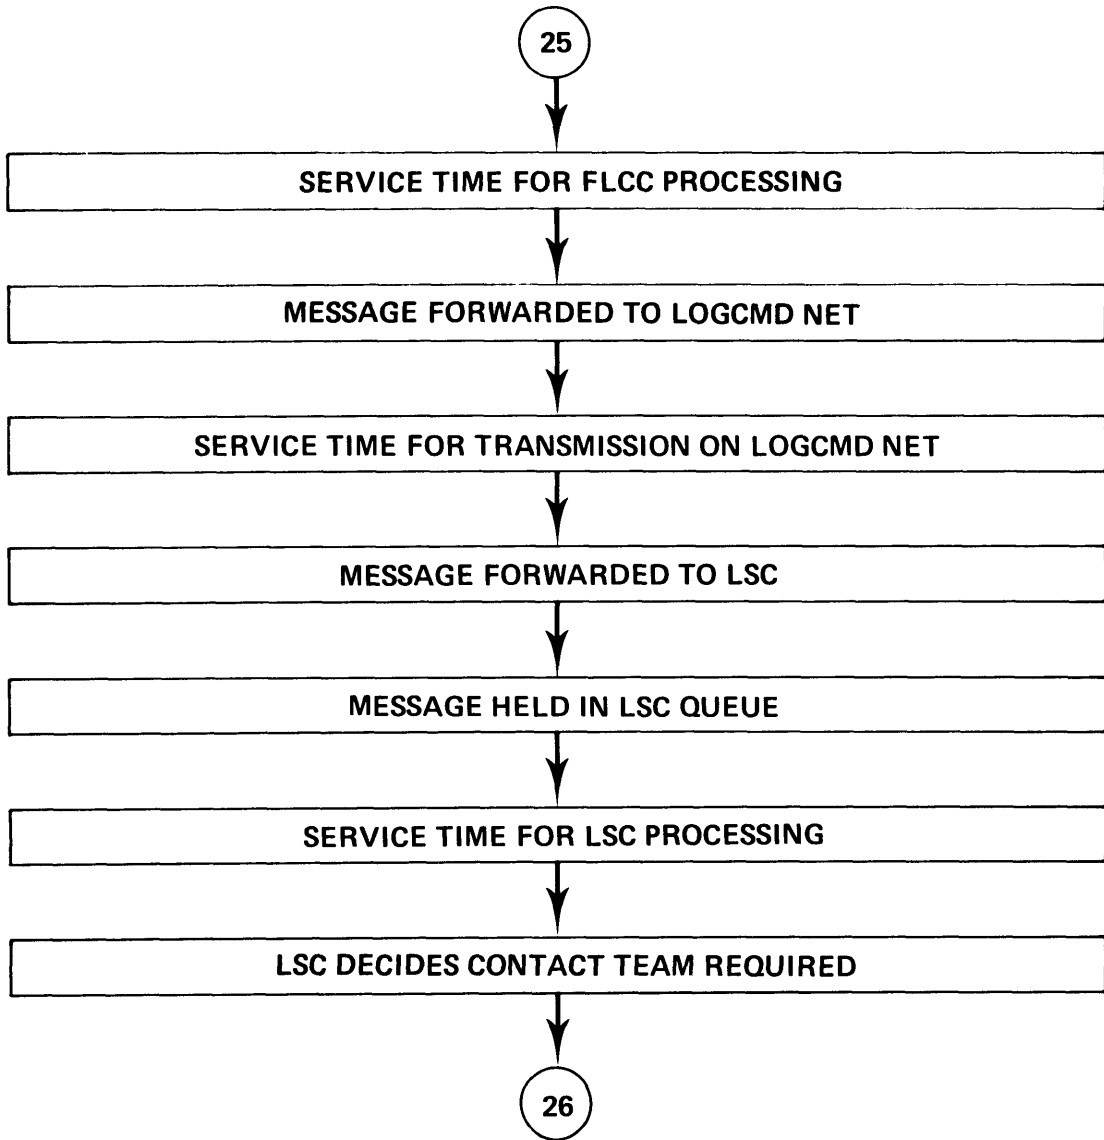 25
SERVICE TIME FOR FLCC PROCESSING
MESSAGE FORWARDED TO LOGCMD NET
SERVICE TIME FOR TRANSMISSION ON LOGCMD NET
MESSAGE FORWARDED TO LSC
MESSAGE HELD IN LSC QUEUE
SERVICE TIME FOR LSC PROCESSING
LSC DECIDES CONTACT TEAM REQUIRED
26